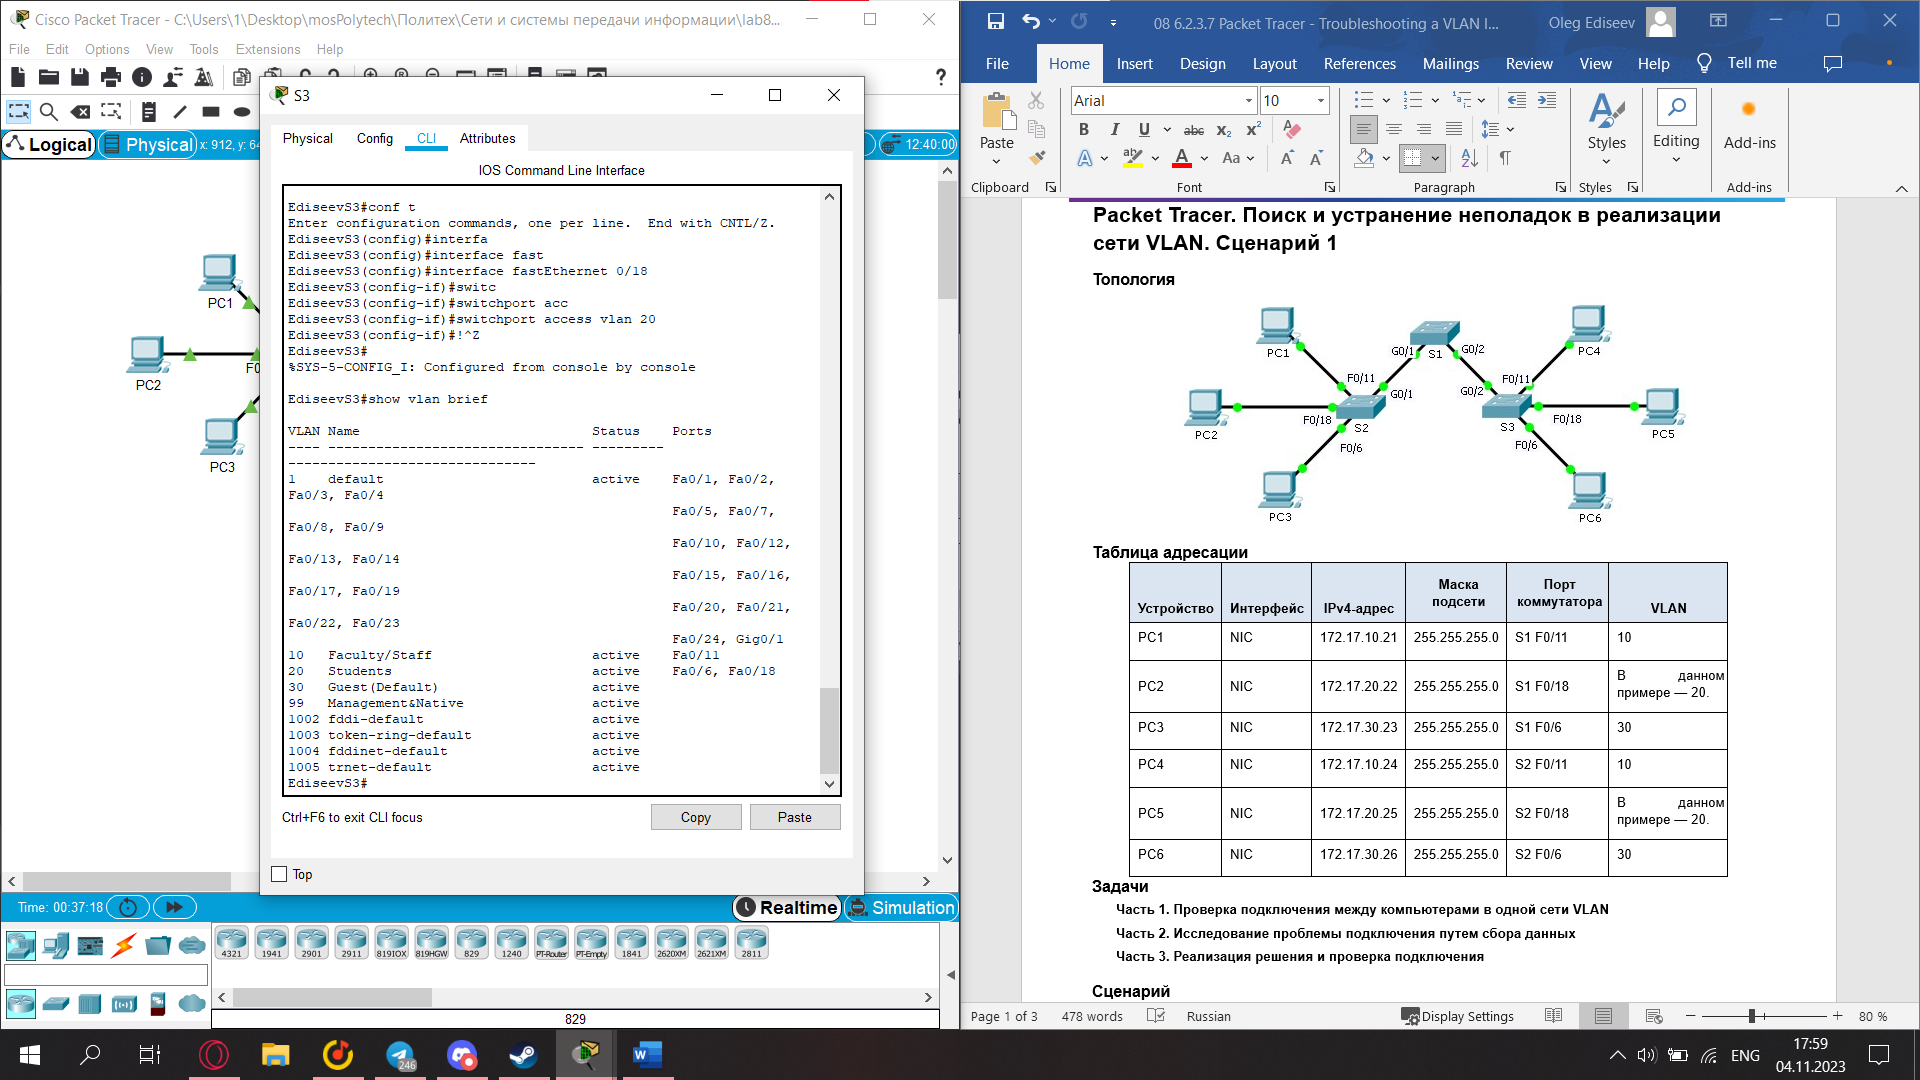 Cisco Packet Tracer - C:\Users\1\Desktop\mosPolytech\Политех\Сети и системы передачи информации\lab8...
File Edit Options View Tools Extensions Help
Logical
Physical
x: 912, y: 64
12:40:00
PC1
PC2
F0
PC3
S3
Physical Config CLI Attributes
IOS Command Line Interface
EdiseevS3#conf t
Enter configuration commands, one per line. End with CNTL/Z.
EdiseevS3(config)#interfa
EdiseevS3(config)#interface fast
EdiseevS3(config)#interface fastEthernet 0/18
EdiseevS3(config-if)#switc
EdiseevS3(config-if)#switchport acc
EdiseevS3(config-if)#switchport access vlan 20
EdiseevS3(config-if)#!^Z
EdiseevS3#
%SYS-5-CONFIG_I: Configured from console by console
EdiseevS3#show vlan brief
VLAN Name Status Ports
---- -------------------------------- ---------
-------------------------------
1 default active Fa0/1, Fa0/2,
Fa0/3, Fa0/4
Fa0/5, Fa0/7,
Fa0/8, Fa0/9
Fa0/10, Fa0/12,
Fa0/13, Fa0/14
Fa0/15, Fa0/16,
Fa0/17, Fa0/19
Fa0/20, Fa0/21,
Fa0/22, Fa0/23
Fa0/24, Gig0/1
10 Faculty/Staff active Fa0/11
20 Students active Fa0/6, Fa0/18
30 Guest(Default) active
99 Management&Native active
1002 fddi-default active
1003 token-ring-default active
1004 fddinet-default active
1005 trnet-default active
EdiseevS3#
Ctrl+F6 to exit CLI focus
Copy
Paste
Top
Time: 00:37:18
Realtime
Simulation
4321 1941 2901 2911 819IOX 819HGW 829 1240 PT-Router PT-Empty 1841 2620XM 2621XM 2811
829
08 6.2.3.7 Packet Tracer - Troubleshooting a VLAN I...
Oleg Ediseev
File Home Insert Design Layout References Mailings Review View Help Tell me
Paste
Clipboard
Arial
10
Font
Paragraph
Styles
Styles
Editing
Add-ins
Add-ins
Packet Tracer. Поиск и устранение неполадок в реализации
сети VLAN. Сценарий 1
Топология
PC1
G0/1
S1
G0/2
PC4
F0/11
G0/1
G0/2
F0/11
PC2
F0/18
S2
S3
F0/18
PC5
F0/6
F0/6
PC3
PC6
Таблица адресации
Устройство Интерфейс IPv4-адрес Маска подсети Порт коммутатора VLAN
PC1 NIC 172.17.10.21 255.255.255.0 S1 F0/11 10
PC2 NIC 172.17.20.22 255.255.255.0 S1 F0/18 В данном примере — 20.
PC3 NIC 172.17.30.23 255.255.255.0 S1 F0/6 30
PC4 NIC 172.17.10.24 255.255.255.0 S2 F0/11 10
PC5 NIC 172.17.20.25 255.255.255.0 S2 F0/18 В данном примере — 20.
PC6 NIC 172.17.30.26 255.255.255.0 S2 F0/6 30
Задачи
Часть 1. Проверка подключения между компьютерами в одной сети VLAN
Часть 2. Исследование проблемы подключения путем сбора данных
Часть 3. Реализация решения и проверка подключения
Сценарий
Page 1 of 3 478 words Russian Display Settings 80 %
246
ENG
17:59
04.11.2023